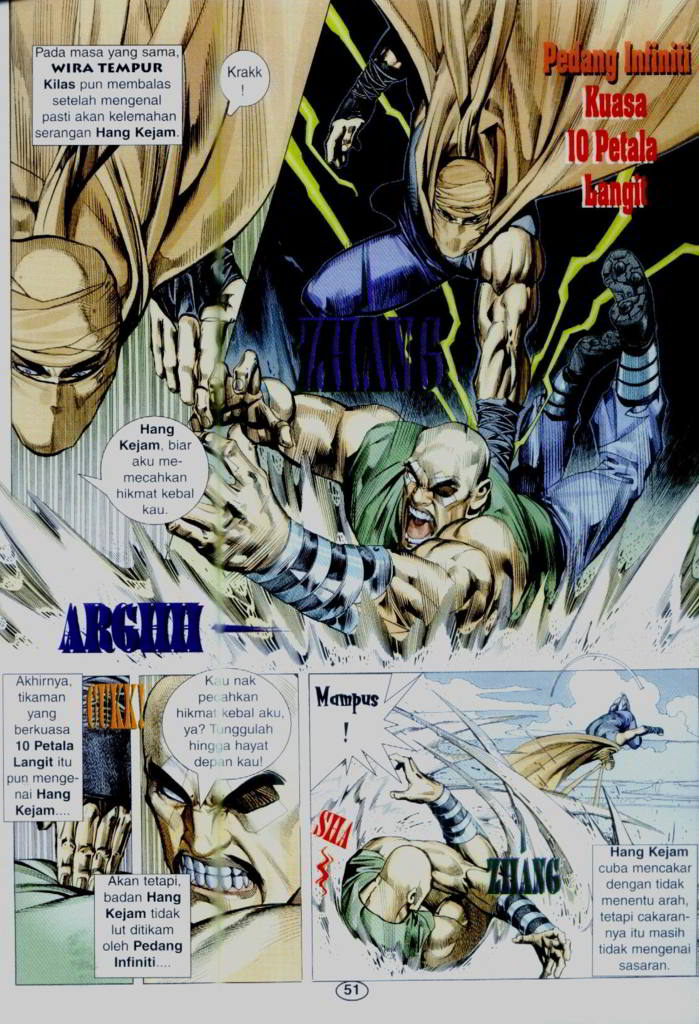 Pada masa yang sama,
WIRA TEMPUR
Kilas pun membalas
setelah mengenal
pasti akan kelemahan
serangan Hang Kejam.
Krakk
!
Pedang Infiniti
Kuasa
10 Petala
Langit
ZHANG
Hang
Kejam, biar
aku me-
mecahkan
hikmat kebal
kau.
ARGHH
Akhirnya,
tikaman
yang
berkuasa
10 Petala
Langit itu
pun menge-
nai Hang
Kejam....
Kau nak
pecahkan
hikmat kebal aku,
ya? Tunggulah
hingga hayat
depan kau!
Akan tetapi,
badan Hang
Kejam tidak
lut ditikam
oleh Pedang
Infiniti....
Mampus
!
SHA
ZHANG
Hang Kejam
cuba mencakar
dengan tidak
menentu arah,
tetapi cakaran-
nya itu masih
tidak mengenai
sasaran.
51